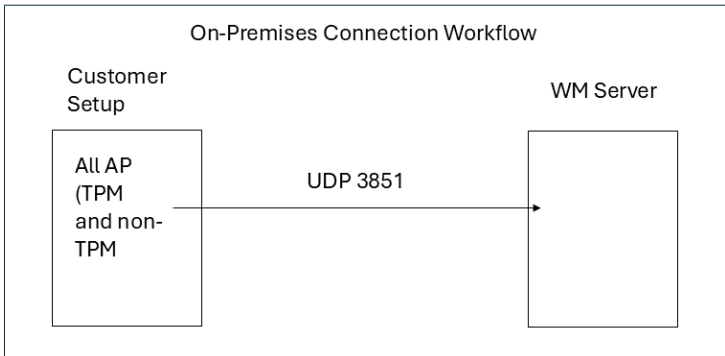 On-Premises Connection Workflow
Customer
Setup
WM Server
All AP
(TPM
and non-
TPM
UDP 3851